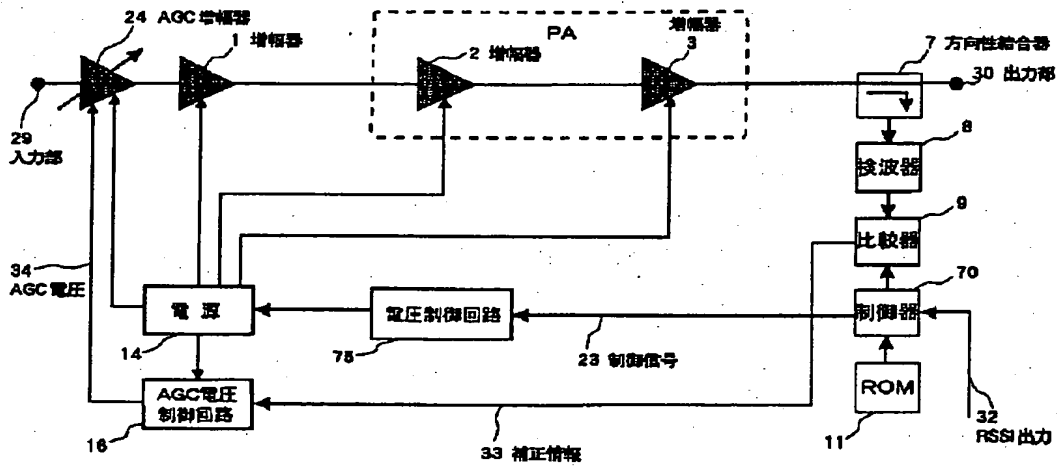 24 AGC増幅器
1 増幅器
PA
2 増幅器
増幅器
3
7 方向性結合器
30 出力部
29
入力部
8
検波器
9
比較器
34
AGC電圧
70
電源
電圧制御回路
制御器
14
75
23 制御信号
AGC電圧
制御回路
ROM
16
33 補正情報
11
32
RSSI出力